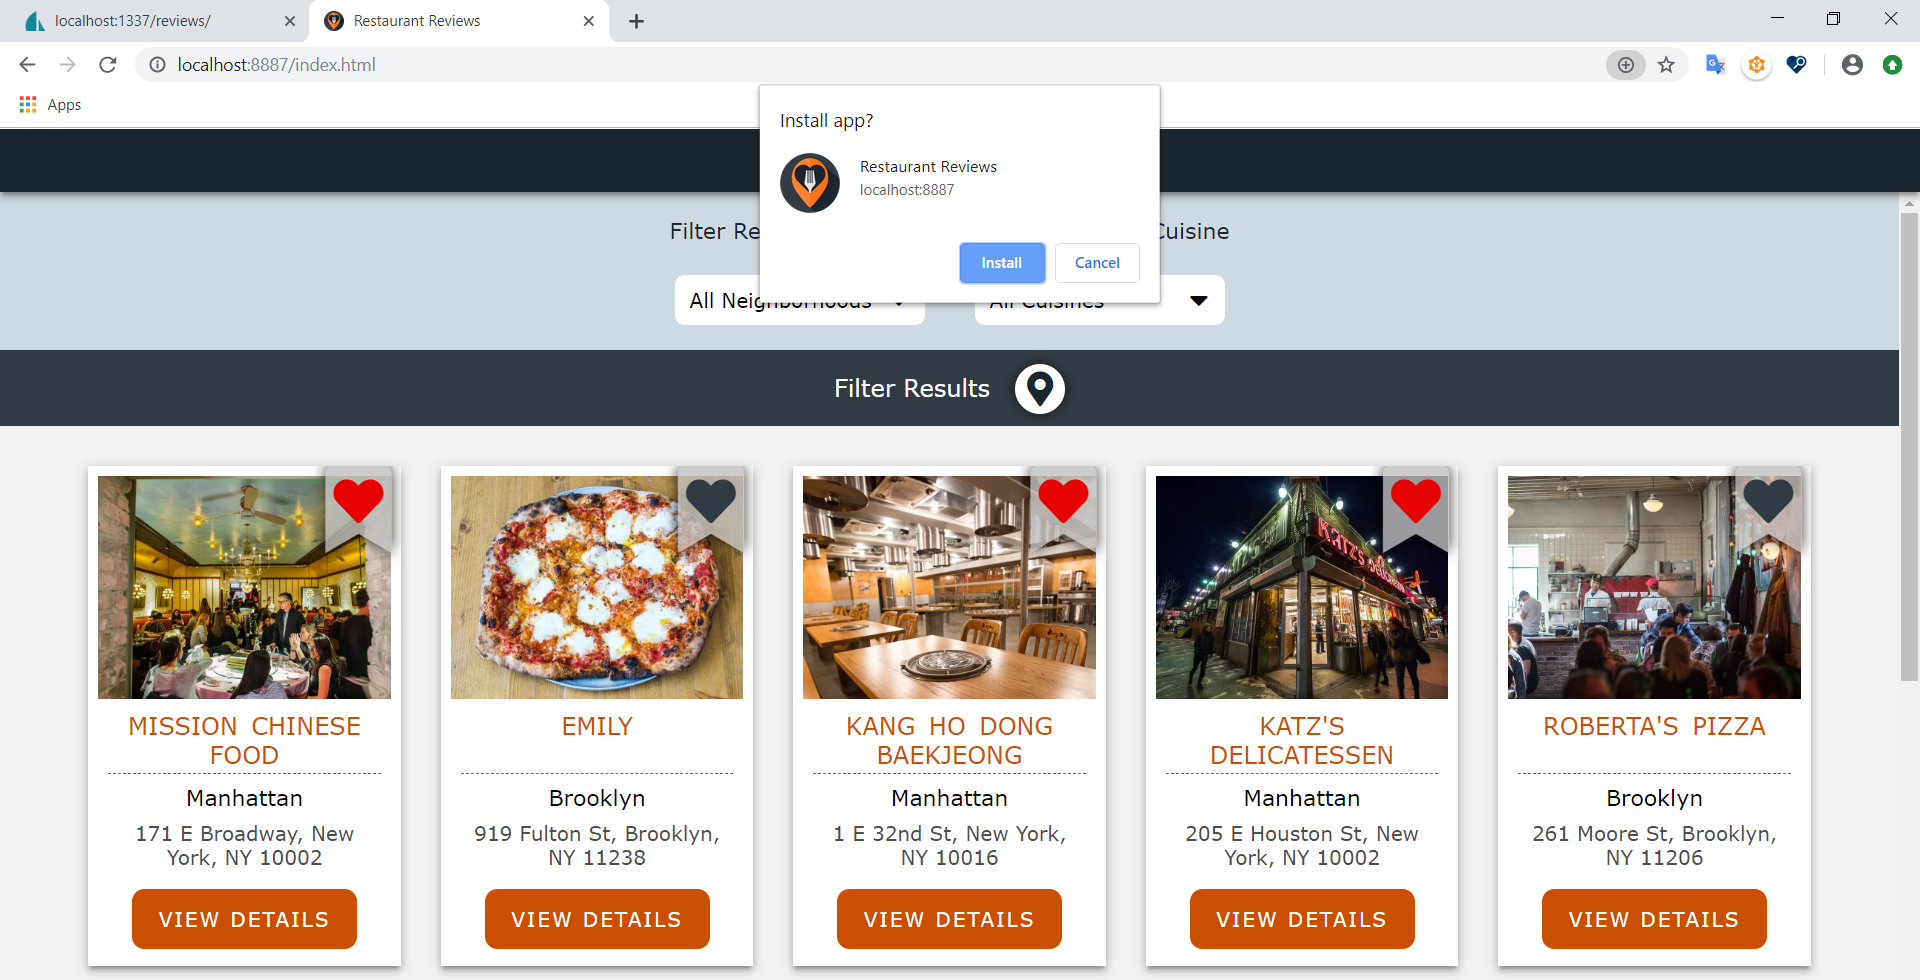 localhost:1337/reviews/
Restaurant Reviews
localhost:8887/index.html
Apps
Install app?
Restaurant Reviews
localhost:8887
Install Cancel
Filter Re
Cuisine
All Neighborhoods
All Cuisines
Filter Results
KATZ'S
MISSION CHINESE
FOOD
Manhattan
171 E Broadway, New
York, NY 10002
VIEW DETAILS
EMILY
Brooklyn
919 Fulton St, Brooklyn,
NY 11238
VIEW DETAILS
KANG HO DONG
BAEKJEONG
Manhattan
1 E 32nd St, New York,
NY 10016
VIEW DETAILS
KATZ'S
DELICATESSEN
Manhattan
205 E Houston St, New
York, NY 10002
VIEW DETAILS
ROBERTA'S PIZZA
Brooklyn
261 Moore St, Brooklyn,
NY 11206
VIEW DETAILS